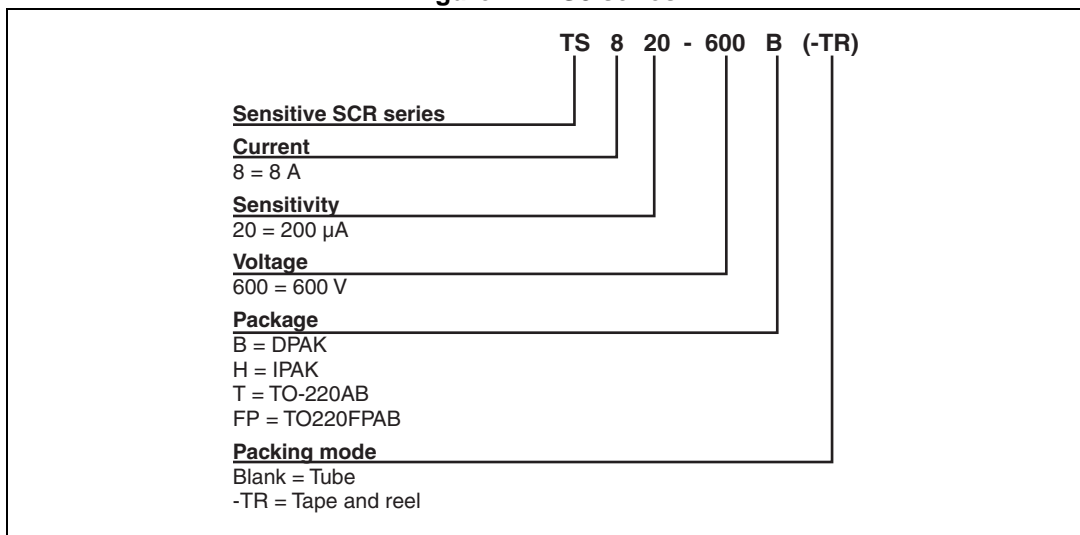 TS 8 20 - 600 B (-TR)
Sensitive SCR series
Current
8 = 8 A
Sensitivity
20 = 200 µA
Voltage
600 = 600 V
Package
B = DPAK
H = IPAK
T = TO-220AB
FP = TO220FPAB
Packing mode
Blank = Tube
-TR = Tape and reel